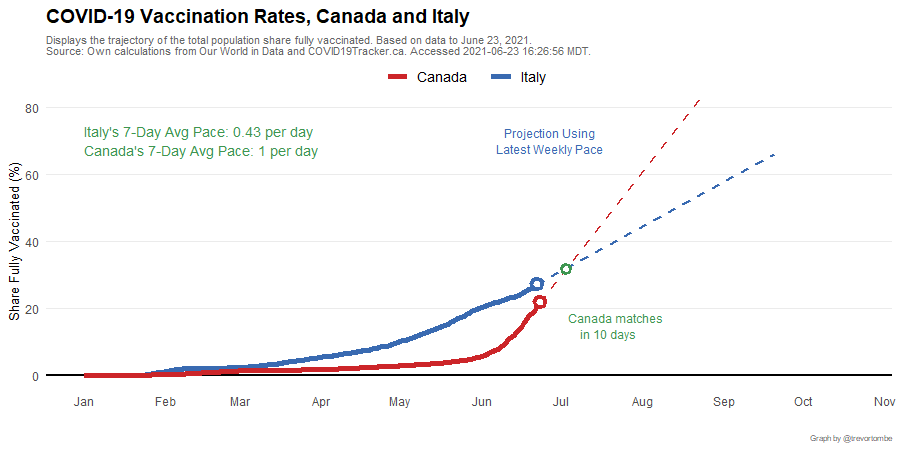 COVID-19 Vaccination Rates, Canada and Italy
Displays the trajectory of the total population share fully vaccinated. Based on data to June 23, 2021.
Source: Own calculations from Our World in Data and COVID19Tracker.ca. Accessed 2021-06-23 16:26:56 MDT.
Canada Italy
80
Italy's 7-Day Avg Pace: 0.43 per day
Canada's 7-Day Avg Pace: 1 per day
Projection Using
Latest Weekly Pace
Share Fully Vaccinated (%)
60
40
20
Canada matches
in 10 days
0
Jan Feb Mar Apr May Jun Jul Aug Sep Oct Nov
Graph by @trevortombe